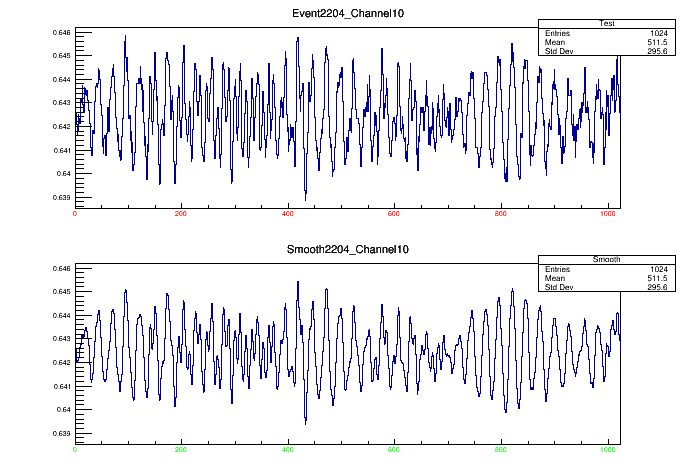 Event2204_Channel10
Test
Entries 1024
Mean 511.5
Std Dev 295.6
0.646
0.645
0.644
0.643
0.642
0.641
0.64
0.639
0 200 400 600 800 1000
Smooth2204_Channel10
Smooth
Entries 1024
Mean 511.5
Std Dev 295.6
0.646
0.645
0.644
0.643
0.642
0.641
0.64
0.639
0 200 400 600 800 1000